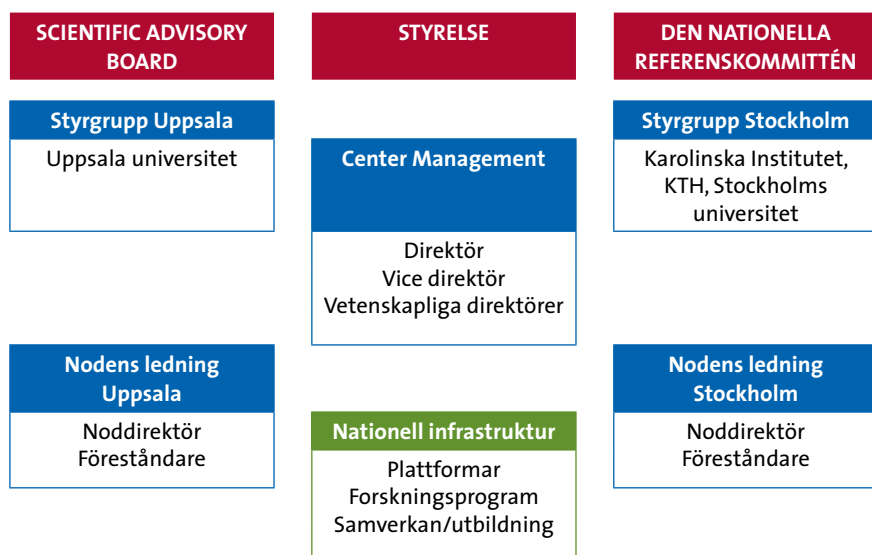 SCIENTIFIC ADVISORY
BOARD
STYRELSE
DEN NATIONELLA
REFERENSKOMMITTÉN
Styrgrupp Uppsala
Uppsala universitet
Center Management
Direktör
Vice direktör
Vetenskapliga direktörer
Styrgrupp Stockholm
Karolinska Institutet,
KTH, Stockholms
universitet
Nodens ledning
Uppsala
Noddirektör
Föreståndare
Nationell infrastruktur
Plattformar
Forskningsprogram
Samverkan/utbildning
Nodens ledning
Stockholm
Noddirektör
Föreståndare